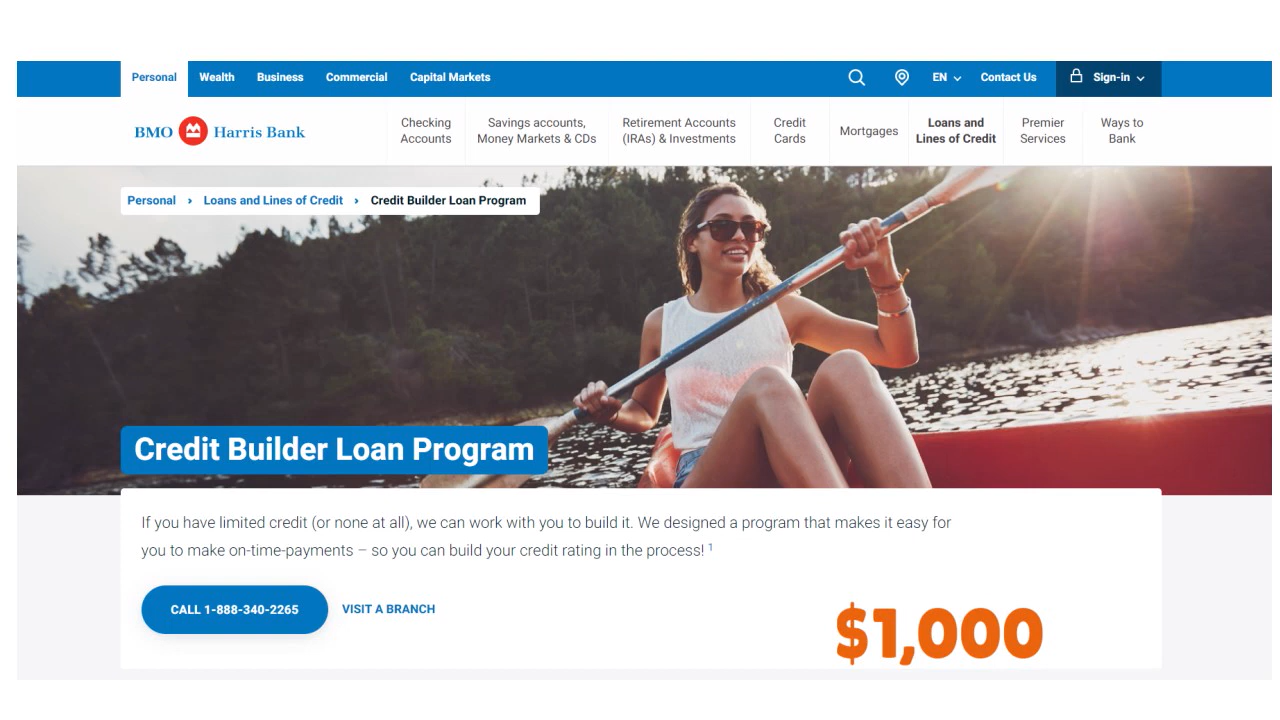 Personal Wealth Business Commercial Capital Markets EN Contact Us Sign-in
BMO Harris Bank
Checking
Accounts
Savings accounts,
Money Markets & CDs
Retirement Accounts
(IRAs) & Investments
Credit
Cards
Mortgages
Loans and
Lines of Credit
Premier
Services
Ways to
Bank
Personal › Loans and Lines of Credit › Credit Builder Loan Program
Credit Builder Loan Program
If you have limited credit (or none at all), we can work with you to build it. We designed a program that makes it easy for
you to make on-time-payments – so you can build your credit rating in the process! 1
CALL 1-888-340-2265 VISIT A BRANCH
$1,000